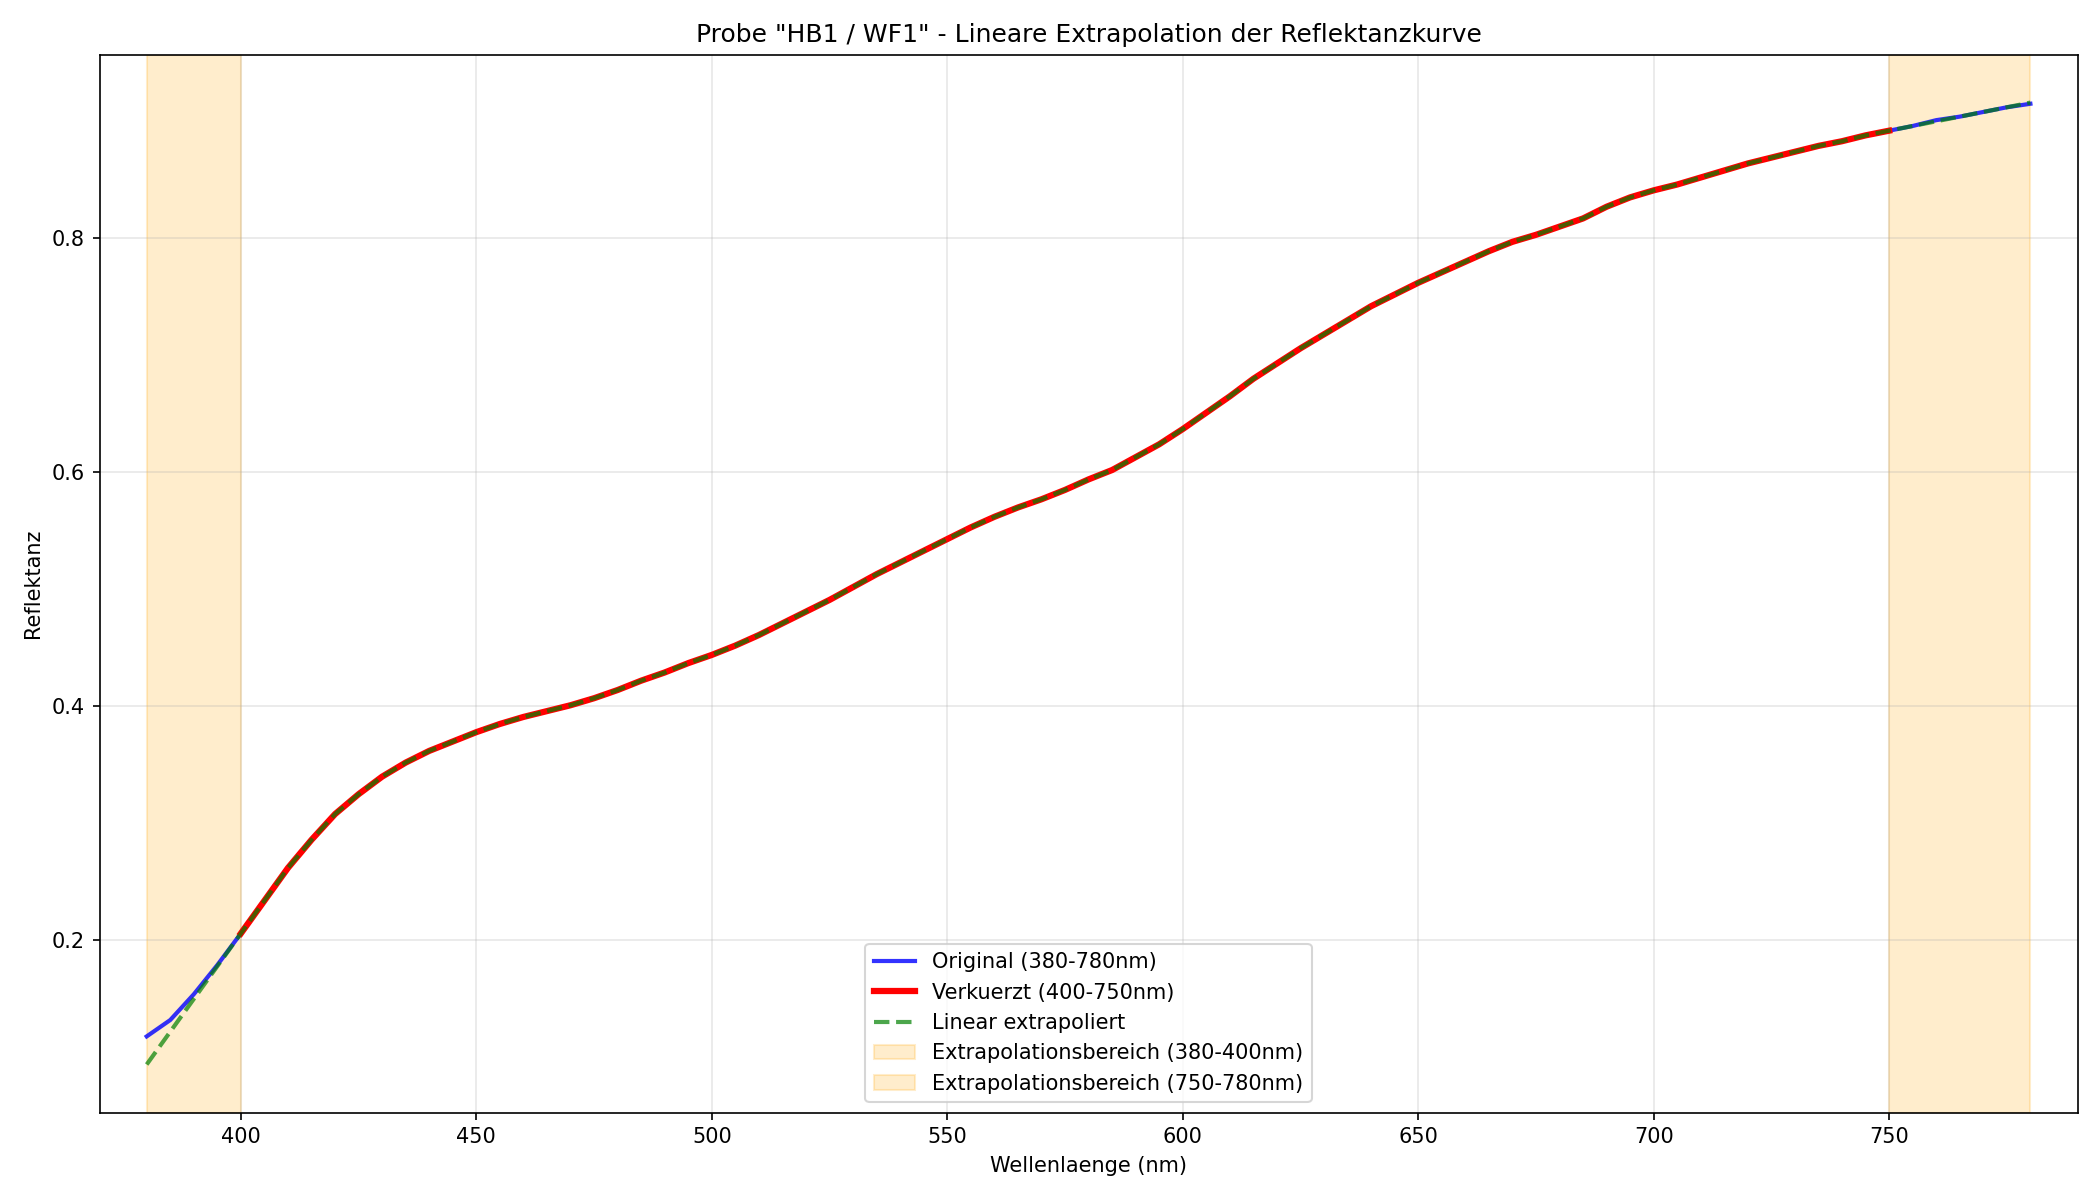 Probe "HB1 / WF1" - Lineare Extrapolation der Reflektanzkurve
Reflektanz
0.8
0.6
0.4
0.2
Original (380-780nm)
Verkuerzt (400-750nm)
Linear extrapoliert
Extrapolationsbereich (380-400nm)
Extrapolationsbereich (750-780nm)
400 450 500 550 600 650 700 750
Wellenlaenge (nm)